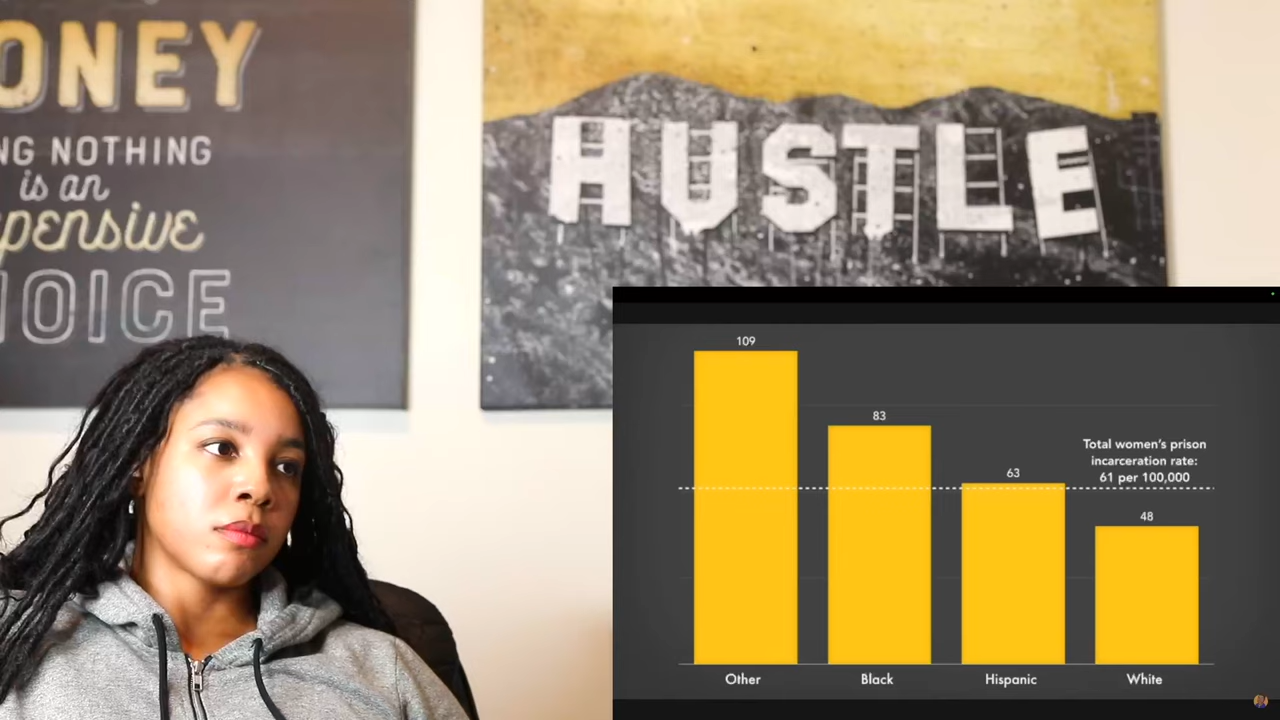 ONEY
NG NOTHING
is an
pensive
OICE
HUSTLE
109
83
63
48
Total women's prison
incarceration rate:
61 per 100,000
Other
Black
Hispanic
White